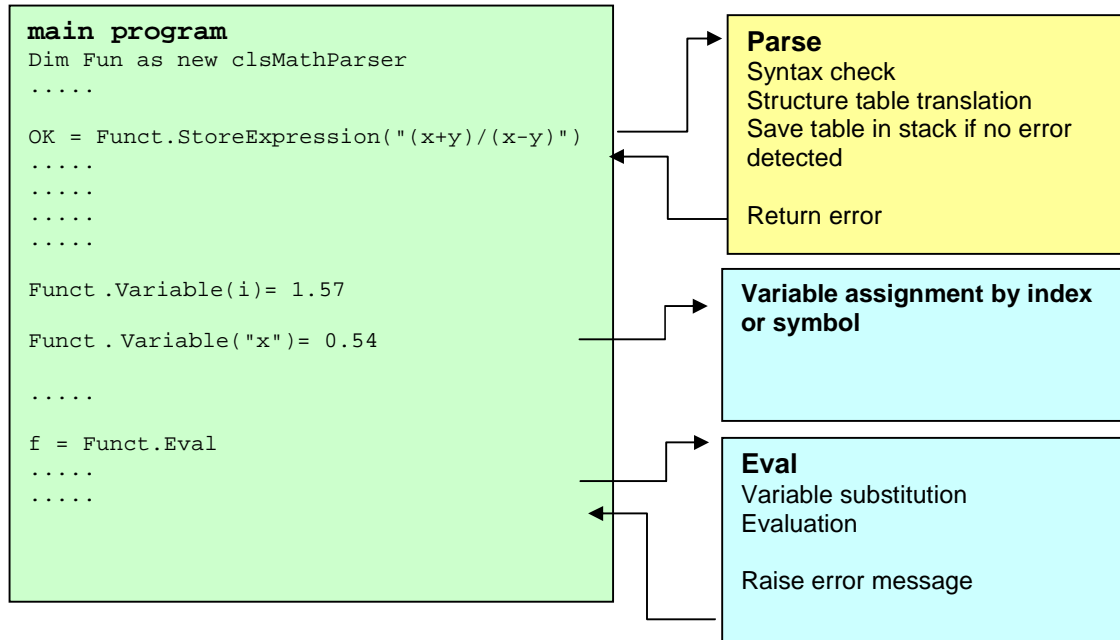 main program
Dim Fun as new clsMathParser
.....
OK = Funct.StoreExpression("(x+y)/(x-y)")
.....
.....
.....
.....
Funct .Variable(i)= 1.57
Funct . Variable("x")= 0.54
.....
f = Funct.Eval
.....
.....
Parse
Syntax check
Structure table translation
Save table in stack if no error
detected
Return error
Variable assignment by index
or symbol
Eval
Variable substitution
Evaluation
Raise error message